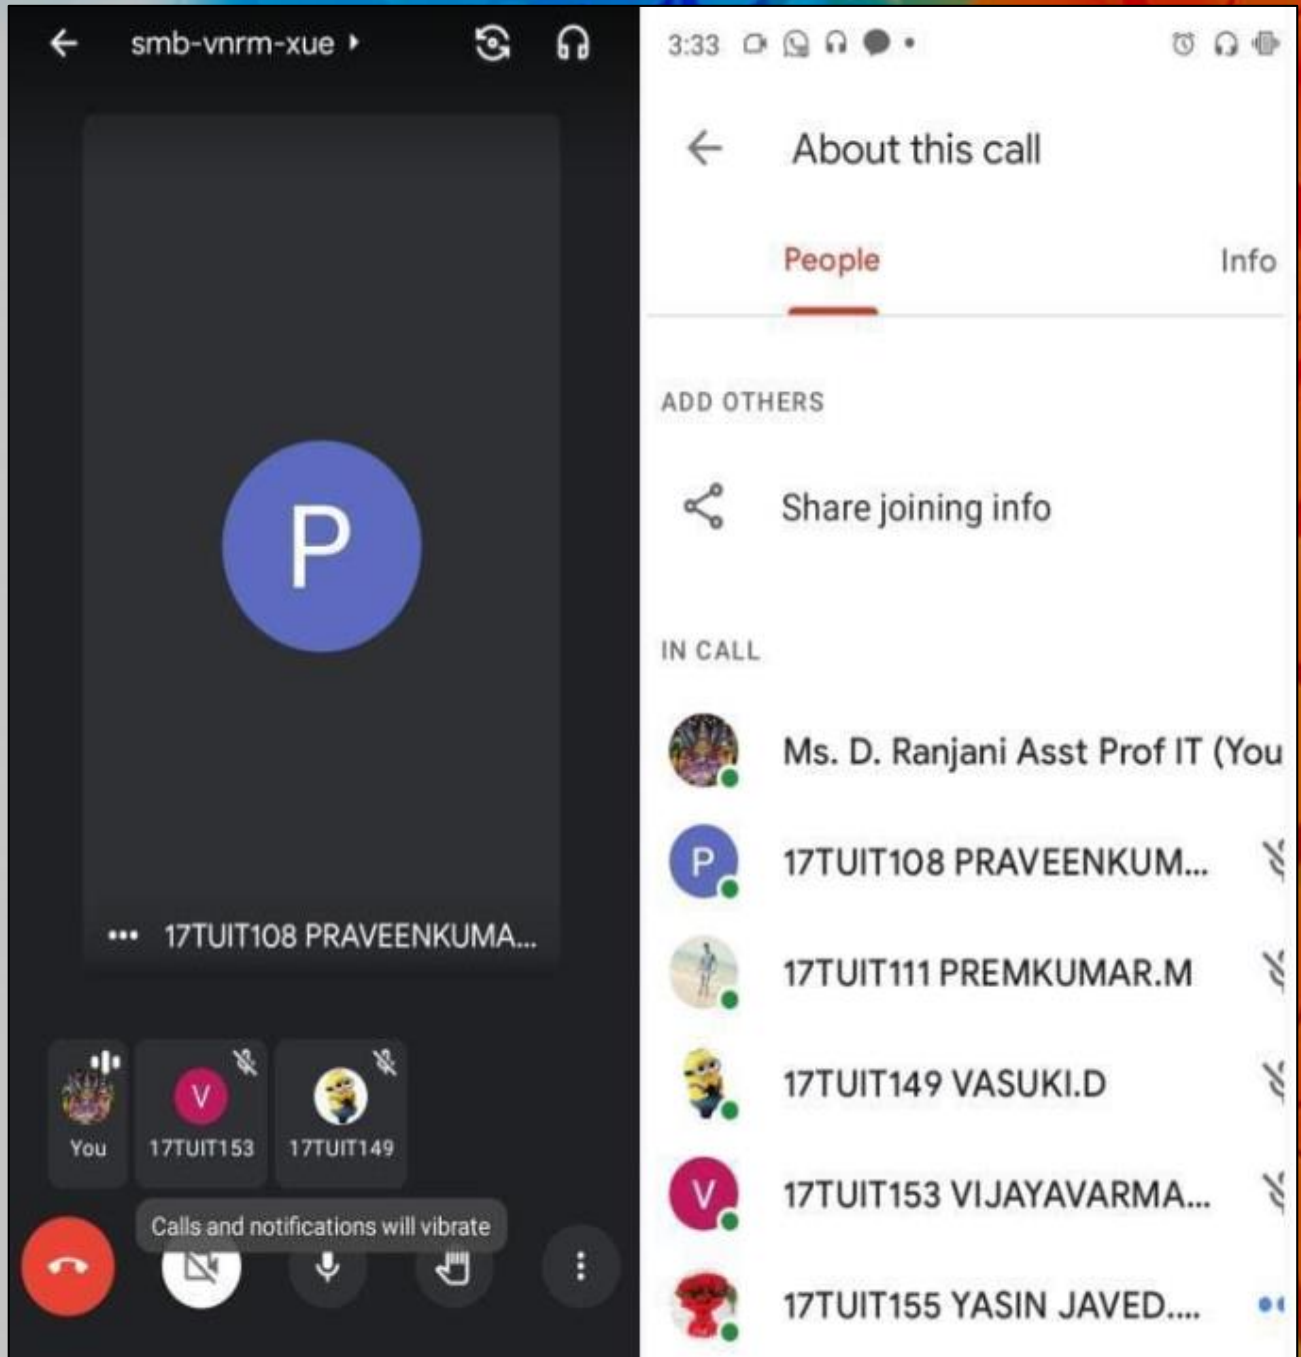 smb-vnrm-xue
P
17TUIT108 PRAVEENKUMA...
You
V
17TUIT153
17TUIT149
Calls and notifications will vibrate
3:33
About this call
People
Info
ADD OTHERS
Share joining info
IN CALL
Ms. D. Ranjani Asst Prof IT (You
P
17TUIT108 PRAVEENKUM...
17TUIT111 PREMKUMAR.M
17TUIT149 VASUKI.D
V
17TUIT153 VIJAYAVARMA...
17TUIT155 YASIN JAVED....